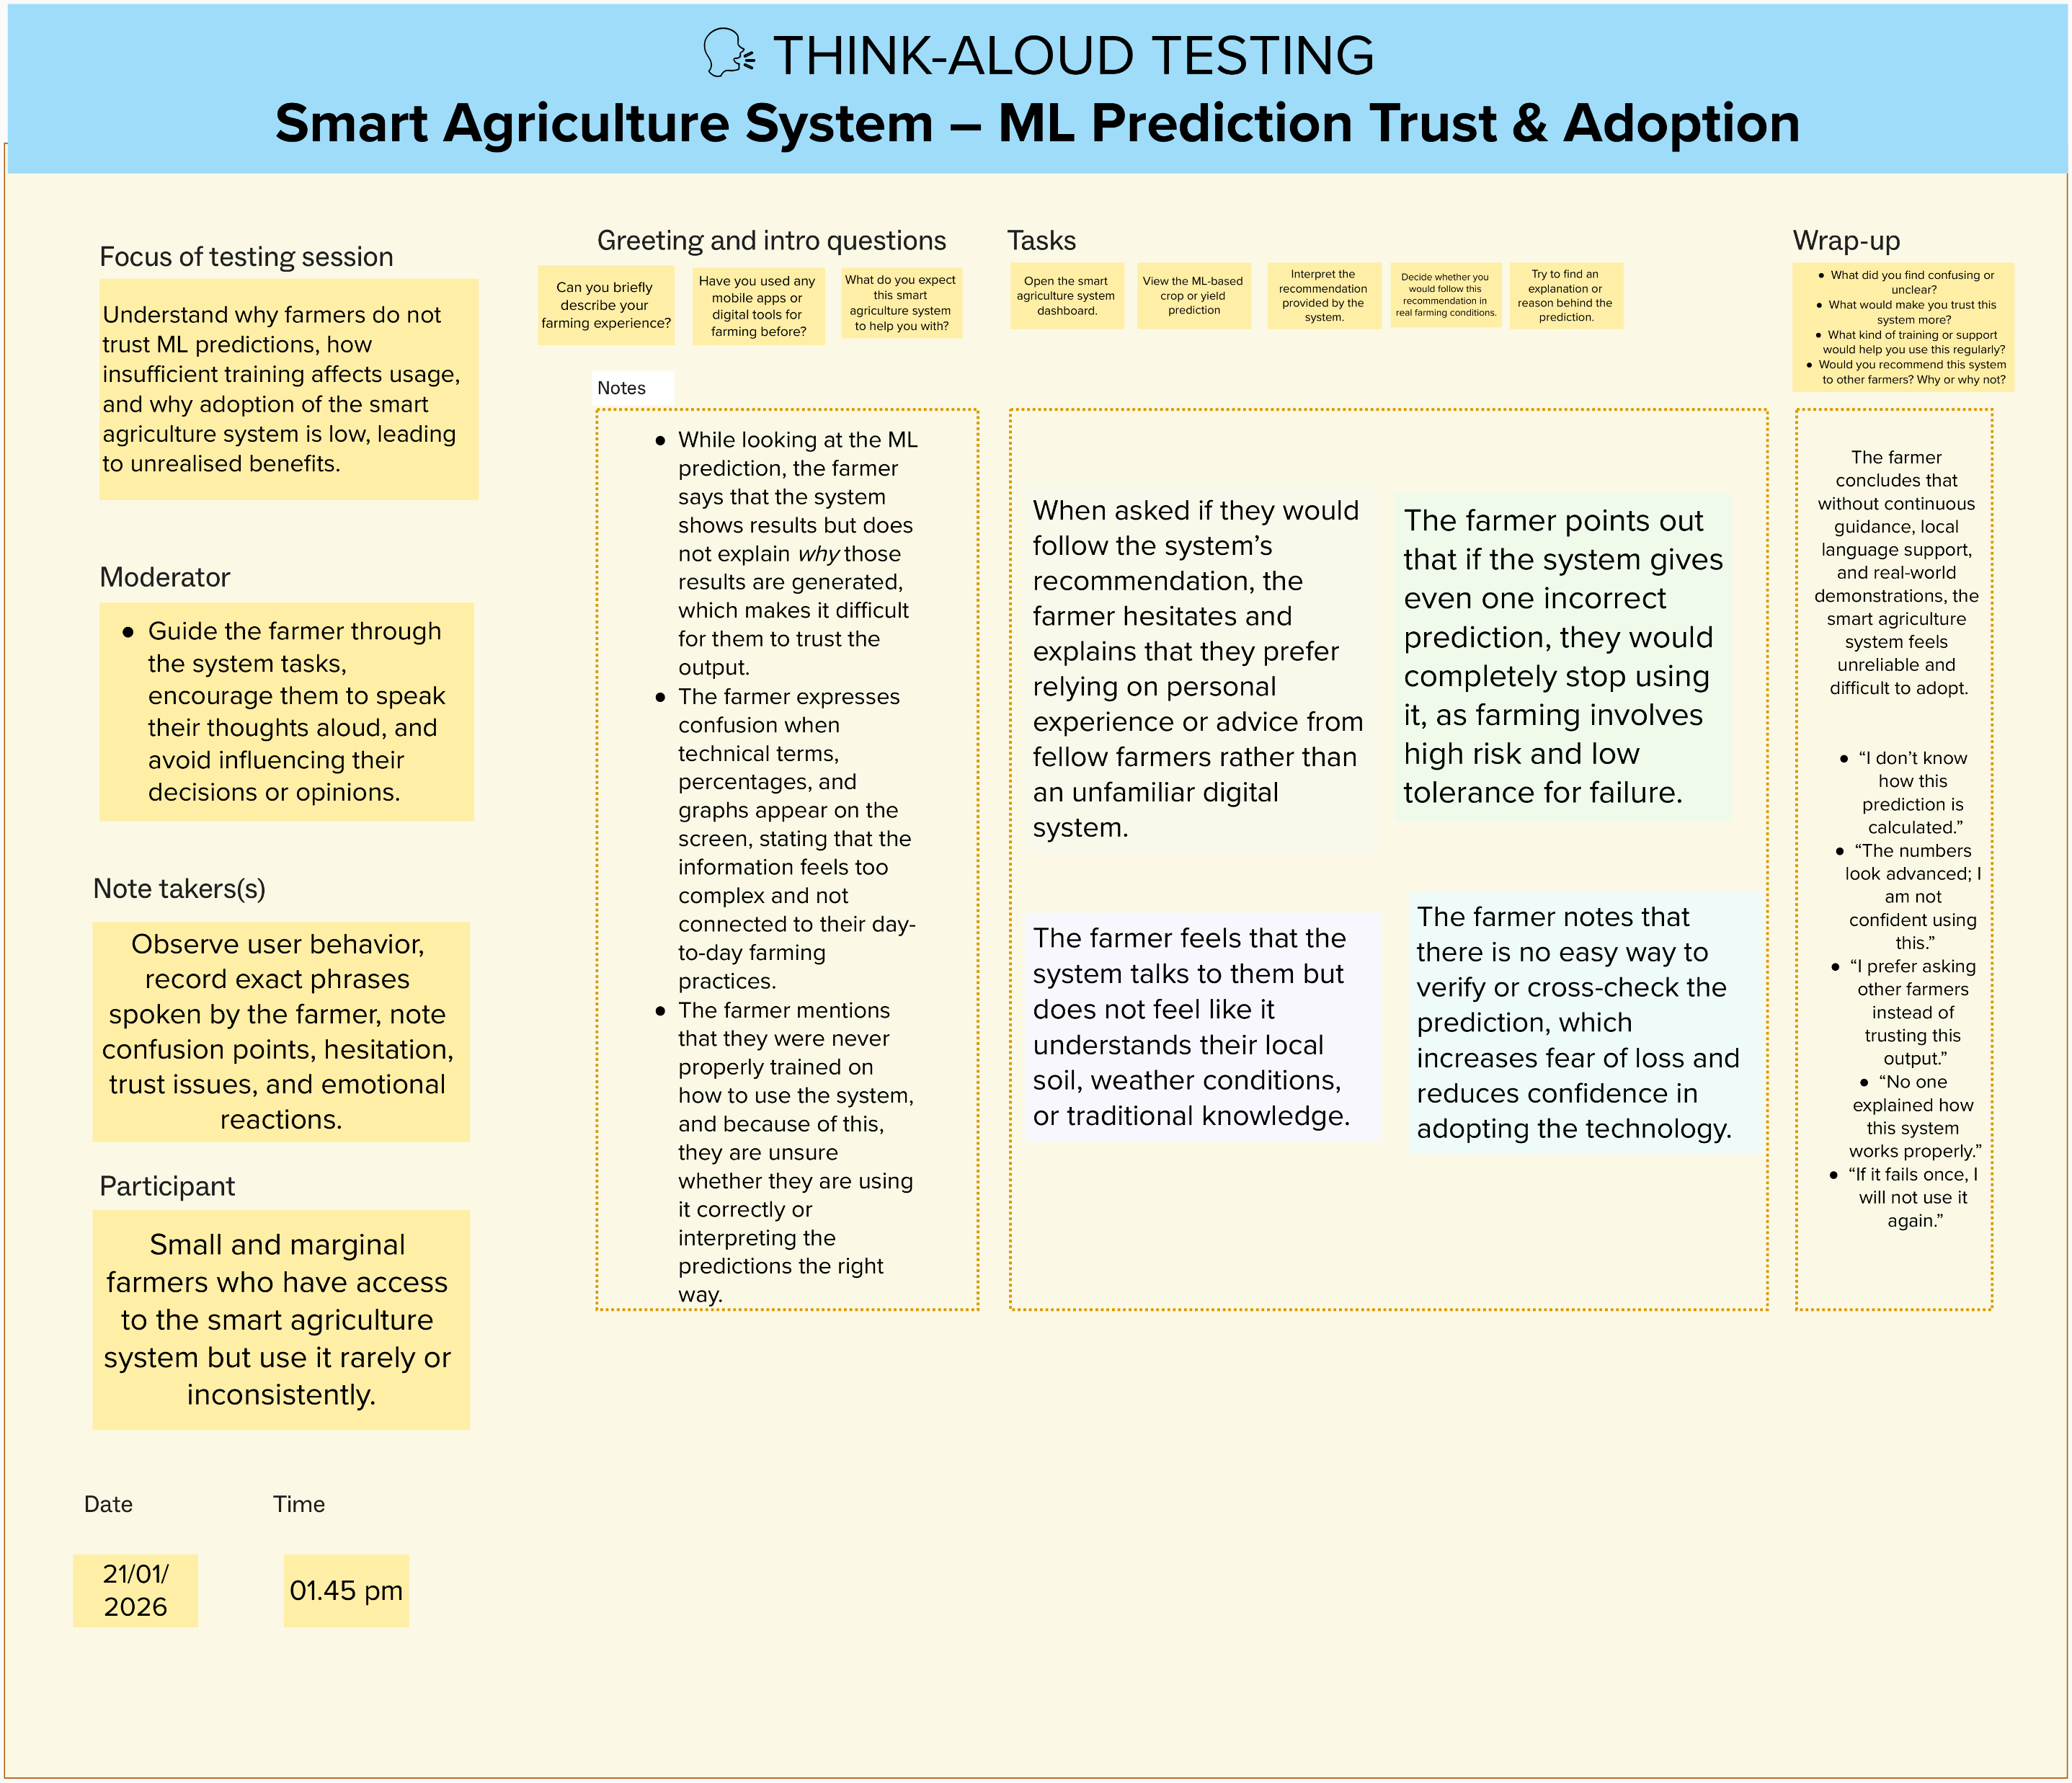 THINK-ALOUD TESTING
Smart Agriculture System – ML Prediction Trust & Adoption
Focus of testing session
Understand why farmers do not
trust ML predictions, how
insufficient training affects usage,
and why adoption of the smart
agriculture system is low, leading
to unrealised benefits.
Moderator
● Guide the farmer through
the system tasks,
encourage them to speak
their thoughts aloud, and
avoid influencing their
decisions or opinions.
Note takers(s)
Observe user behavior,
record exact phrases
spoken by the farmer, note
confusion points, hesitation,
trust issues, and emotional
reactions.
Participant
Small and marginal
farmers who have access
to the smart agriculture
system but use it rarely or
inconsistently.
Date
21/01/
2026
Time
01.45 pm
Greeting and intro questions
Can you briefly
describe your
farming experience?
Have you used any
mobile apps or
digital tools for
farming before?
What do you expect
this smart
agriculture system
to help you with?
Notes
● While looking at the ML
prediction, the farmer
says that the system
shows results but does
not explain why those
results are generated,
which makes it difficult
for them to trust the
output.
● The farmer expresses
confusion when
technical terms,
percentages, and
graphs appear on the
screen, stating that the
information feels too
complex and not
connected to their day-
to-day farming
practices.
● The farmer mentions
that they were never
properly trained on
how to use the system,
and because of this,
they are unsure
whether they are using
it correctly or
interpreting the
predictions the right
way.
Tasks
Open the smart
agriculture system
dashboard.
View the ML-based
crop or yield
prediction
Interpret the
recommendation
provided by the
system.
Decide whether you
would follow this
recommendation in
real farming conditions.
Try to find an
explanation or
reason behind the
prediction.
When asked if they would
follow the system’s
recommendation, the
farmer hesitates and
explains that they prefer
relying on personal
experience or advice from
fellow farmers rather than
an unfamiliar digital
system.
The farmer points out
that if the system gives
even one incorrect
prediction, they would
completely stop using
it, as farming involves
high risk and low
tolerance for failure.
The farmer feels that the
system talks to them but
does not feel like it
understands their local
soil, weather conditions,
or traditional knowledge.
The farmer notes that
there is no easy way to
verify or cross-check the
prediction, which
increases fear of loss and
reduces confidence in
adopting the technology.
Wrap-up
● What did you find confusing or
unclear?
● What would make you trust this
system more?
● What kind of training or support
would help you use this regularly?
● Would you recommend this system
to other farmers? Why or why not?
The farmer
concludes that
without continuous
guidance, local
language support,
and real-world
demonstrations, the
smart agriculture
system feels
unreliable and
difficult to adopt.
● “I don’t know
how this
prediction is
calculated.”
● “The numbers
look advanced; I
am not
confident using
this.”
● “I prefer asking
other farmers
instead of
trusting this
output.”
● “No one
explained how
this system
works properly.”
● “If it fails once, I
will not use it
again.”